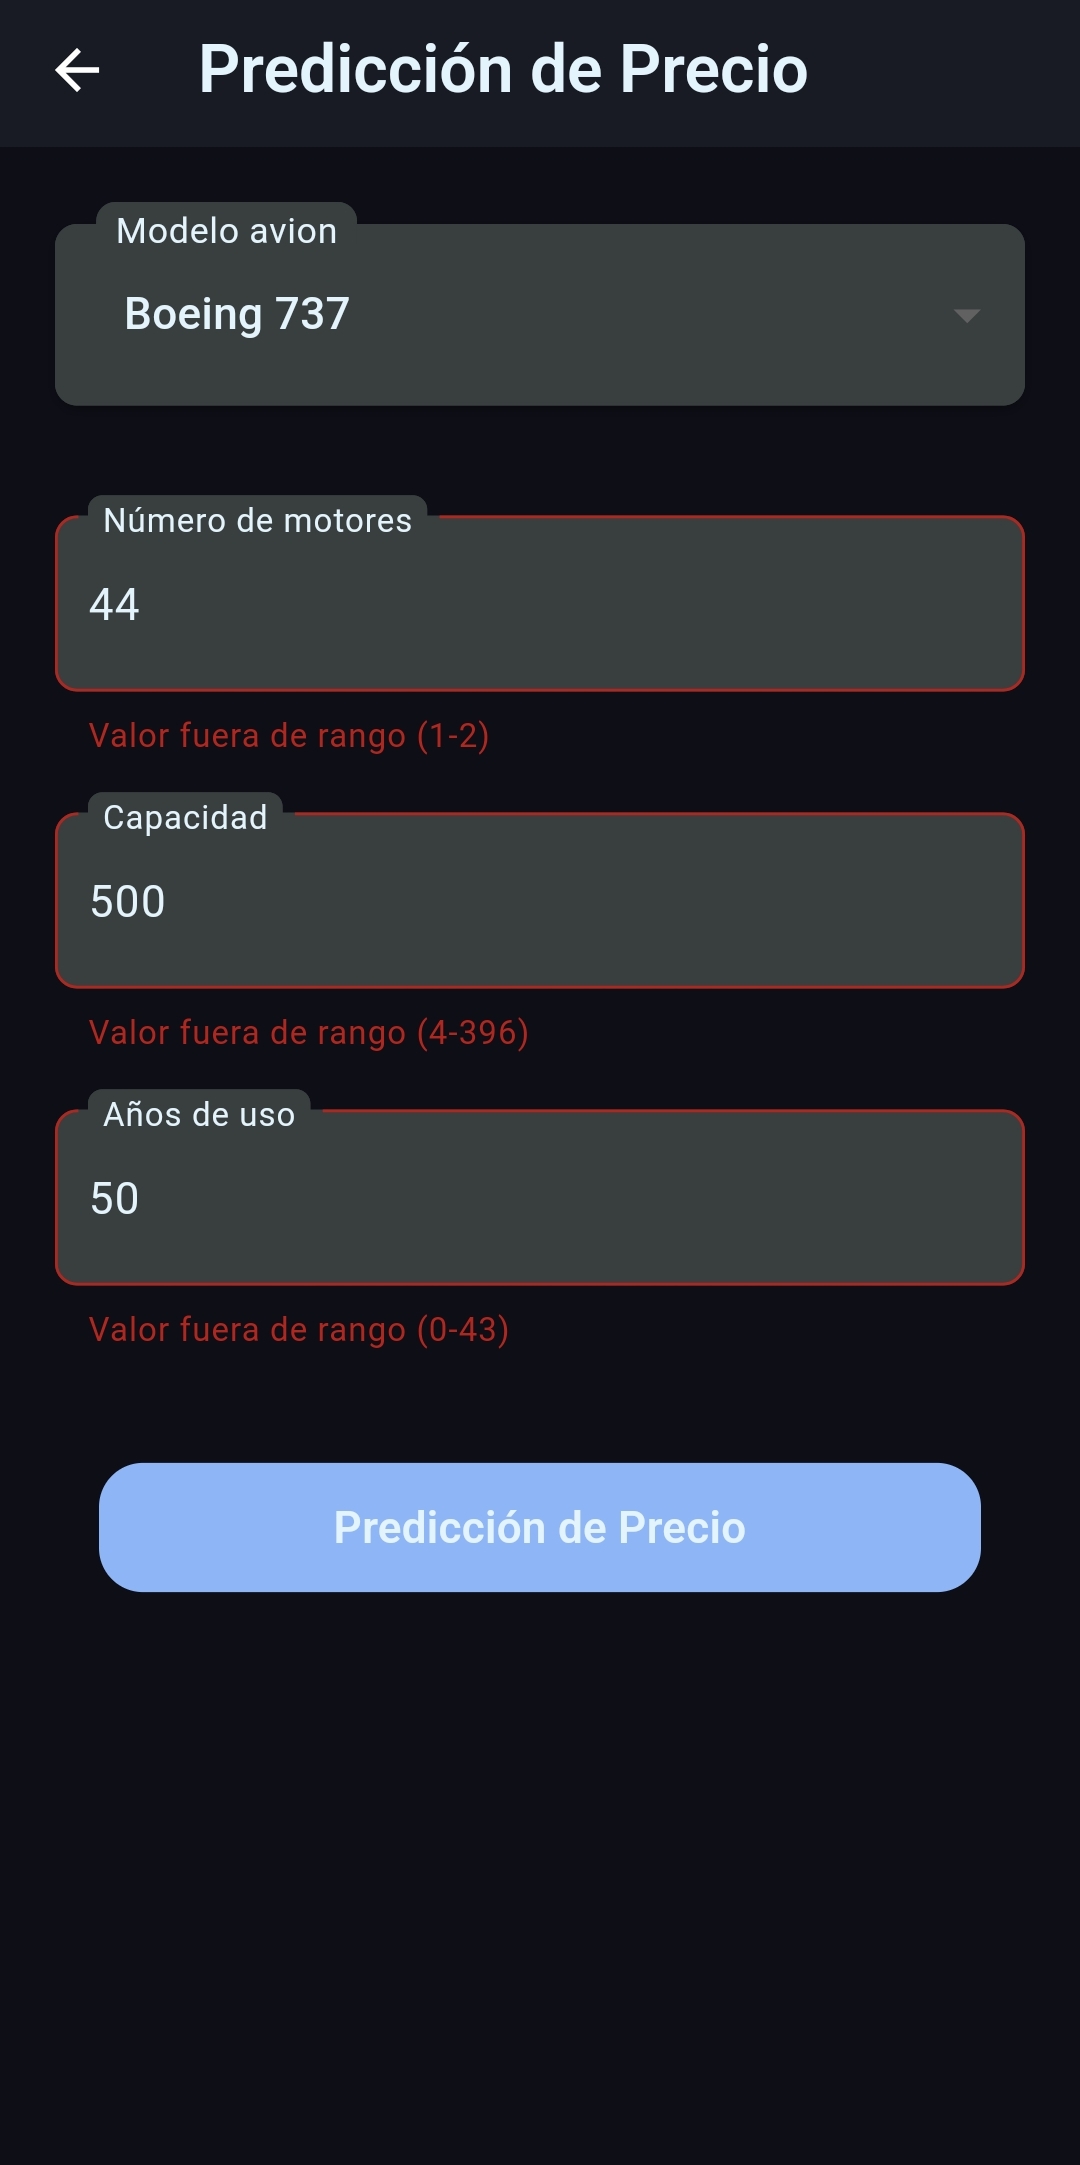 Predicción de Precio
Modelo avion
Boeing 737
Número de motores
44
Valor fuera de rango (1-2)
Capacidad
500
Valor fuera de rango (4-396)
Años de uso
50
Valor fuera de rango (0-43)
Predicción de Precio